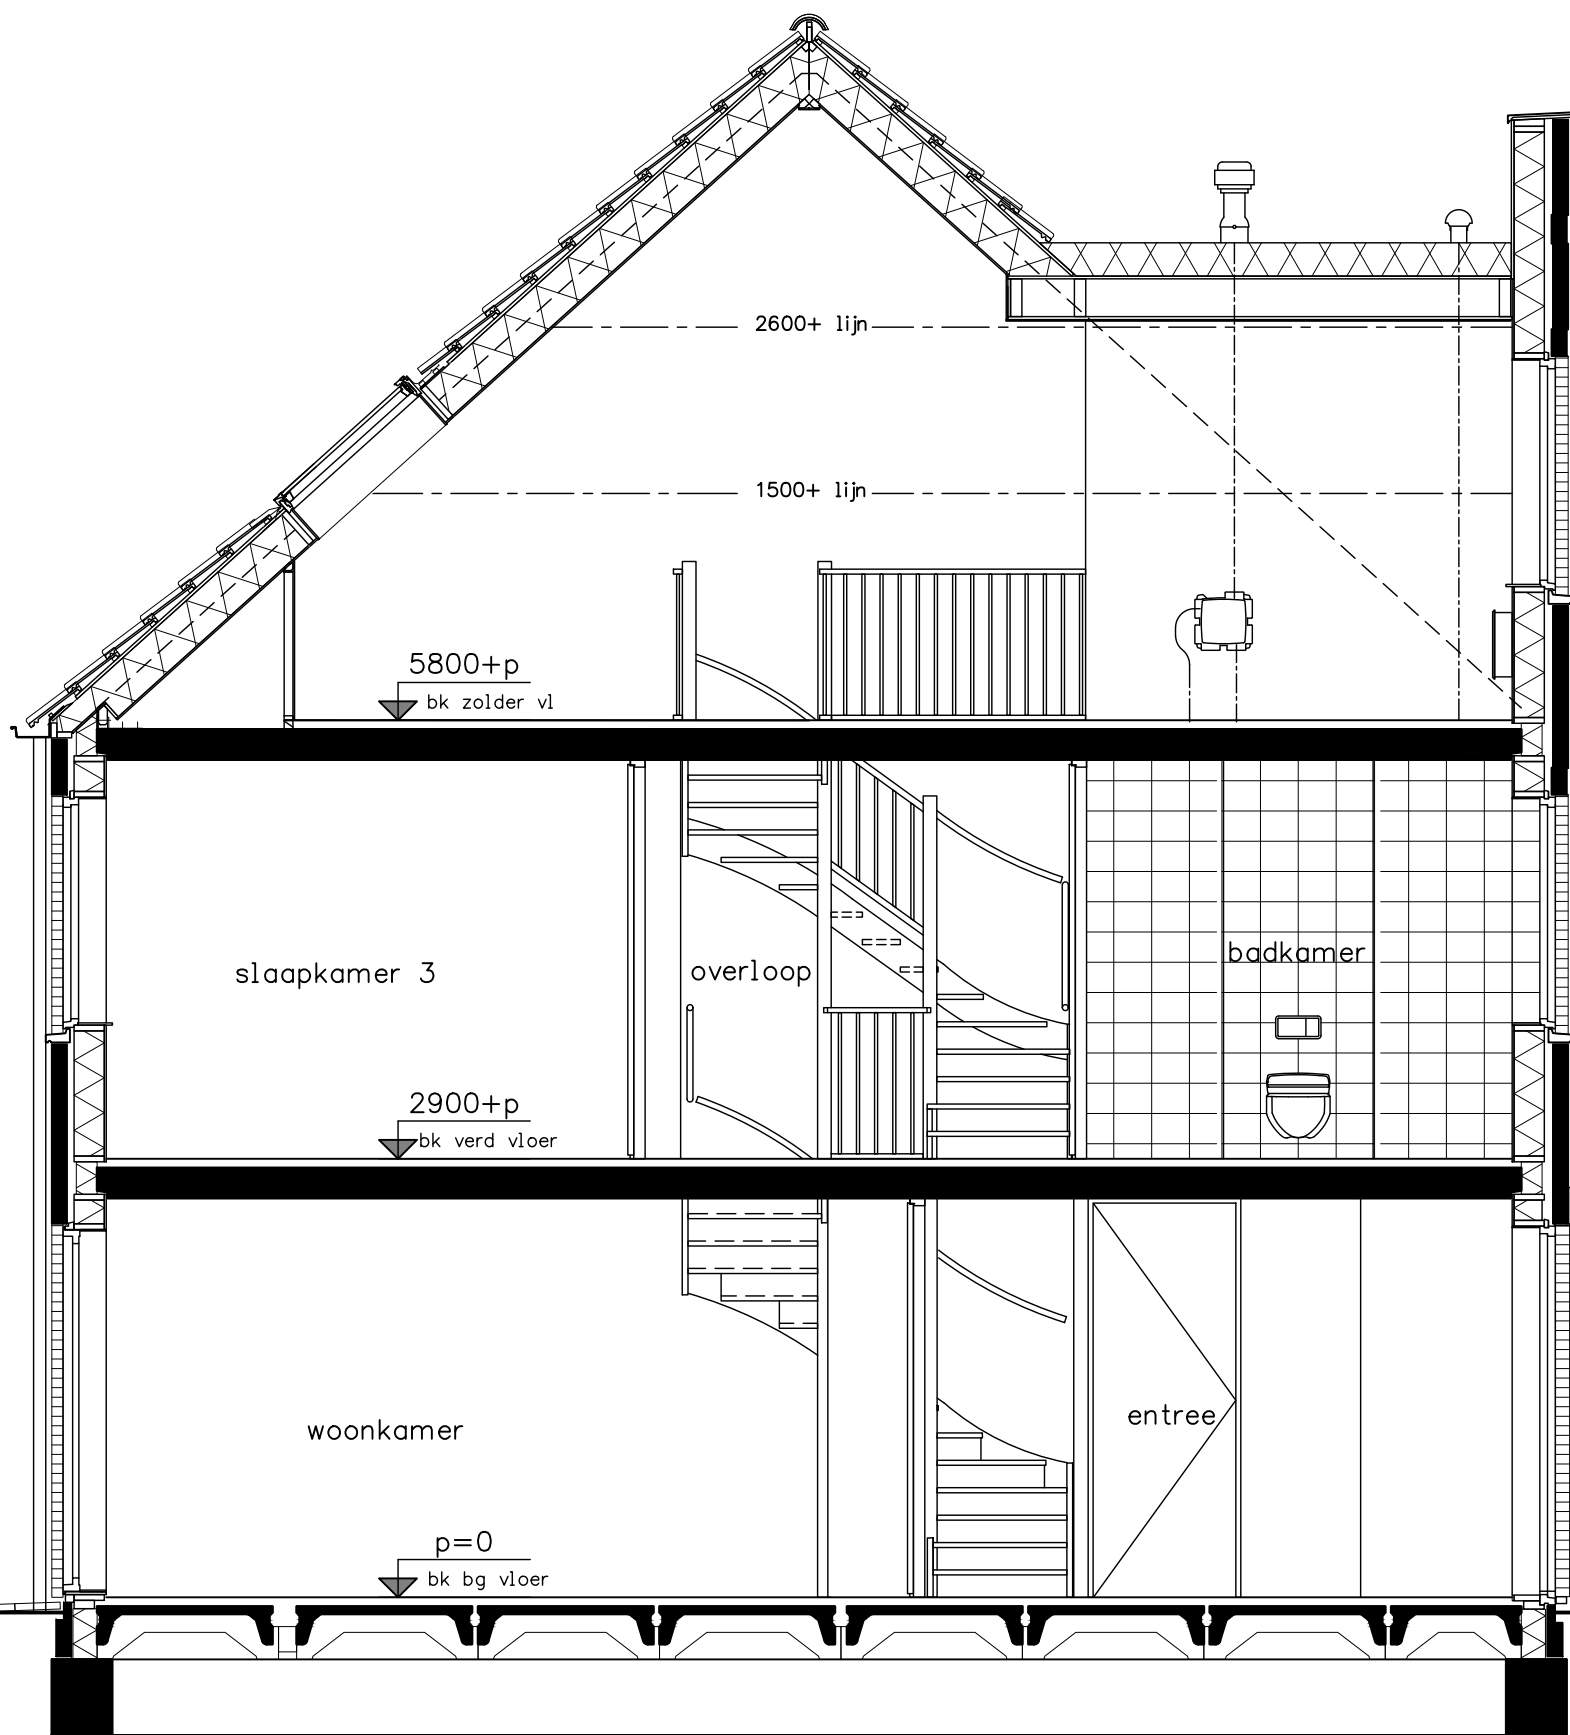 2600+ lijn
1500+ lijn
5800+p
bk zolder vl
slaapkamer 3
overloop
badkamer
2900+p
bk verd vloer
woonkamer
entree
p=0
bk bg vloer